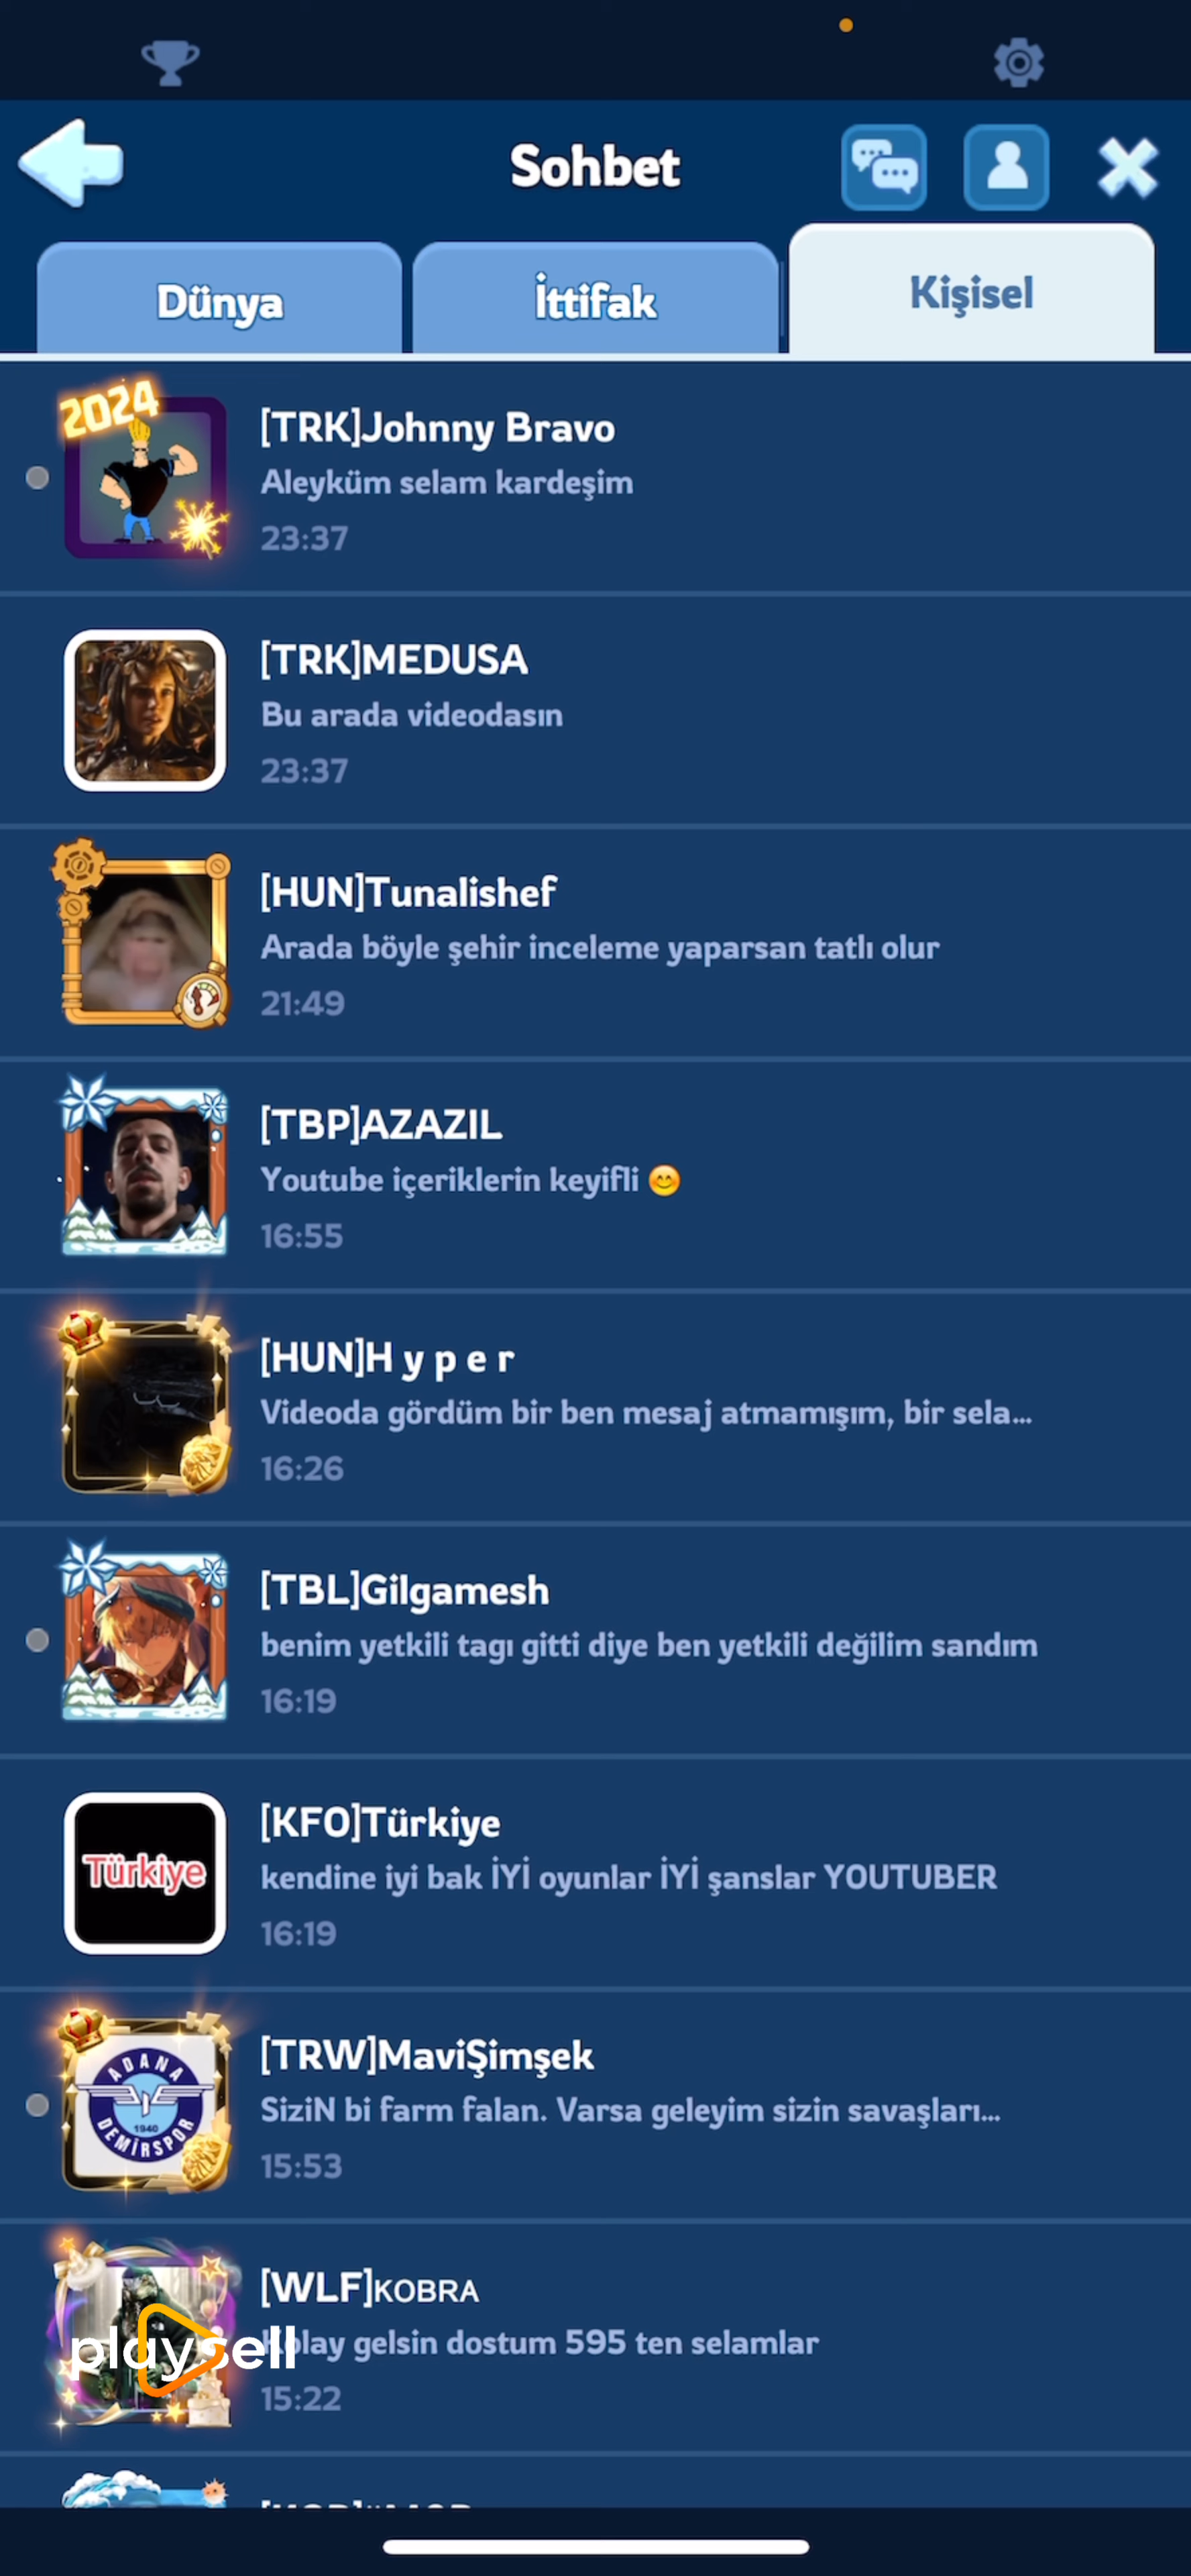 Sohbet
Dünya
İttifak
Kişisel
2024
[TRK]Johnny Bravo
Aleyküm selam kardeşim
23:37
[TRK]MEDUSA
Bu arada videodasın
23:37
[HUN]Tunalishef
Arada böyle şehir inceleme yaparsan tatlı olur
21:49
[TBP]AZAZIL
Youtube içeriklerin keyifli 😊
16:55
[HUN]H y p e r
Videoda gördüm bir ben mesaj atmamışım, bir sela...
16:26
[TBL]Gilgamesh
benim yetkili tagı gitti diye ben yetkili değilim sandım
16:19
Türkiye
[KFO]Türkiye
kendine iyi bak İYİ oyunlar İYİ şanslar YOUTUBER
16:19
ADANA
1940
DEMİRSPOR
[TRW]MaviŞimşek
SiziN bi farm falan. Varsa geleyim sizin savaşları...
15:53
[WLF]KOBRA
playsell
gelsin dostum 595 ten selamlar
15:22